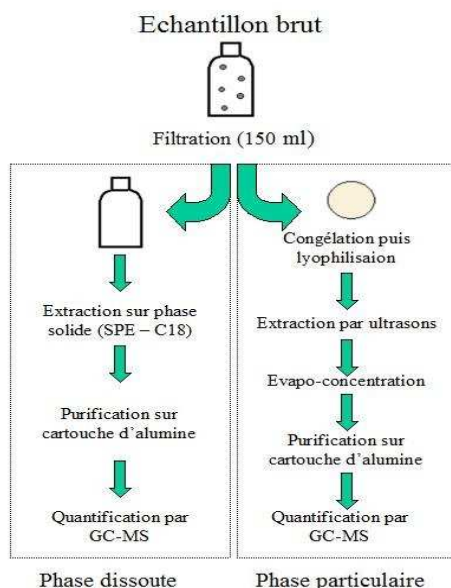 Echantillon brut
Filtration (150 ml)
Extraction sur phase
solide (SPE – C18)
Purification sur
cartouche d'alumine
Quantification par
GC-MS
Phase dissoute
Congélation puis
lyophilisaion
Extraction par ultrasons
Evapo-concentration
Purification sur
cartouche d'alumine
Quantification par
GC-MS
Phase particulaire